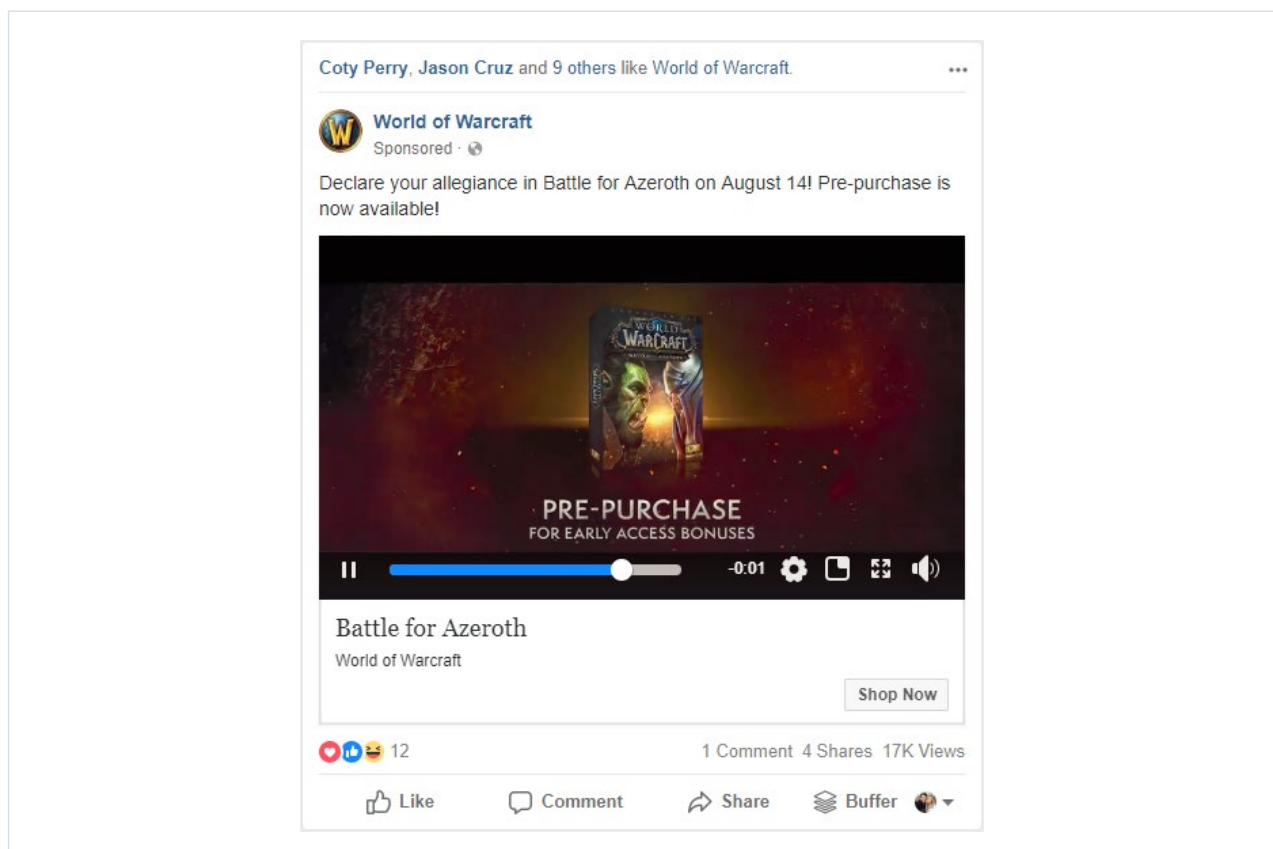 Coty Perry, Jason Cruz and 9 others like World of Warcraft.
W
World of Warcraft
Sponsored ·
Declare your allegiance in Battle for Azeroth on August 14! Pre-purchase is
now available!
WORLD
WARCRAFT
PRE-PURCHASE
FOR EARLY ACCESS BONUSES
-0:01
Battle for Azeroth
World of Warcraft
Shop Now
12
1 Comment 4 Shares 17K Views
Like Comment Share Buffer